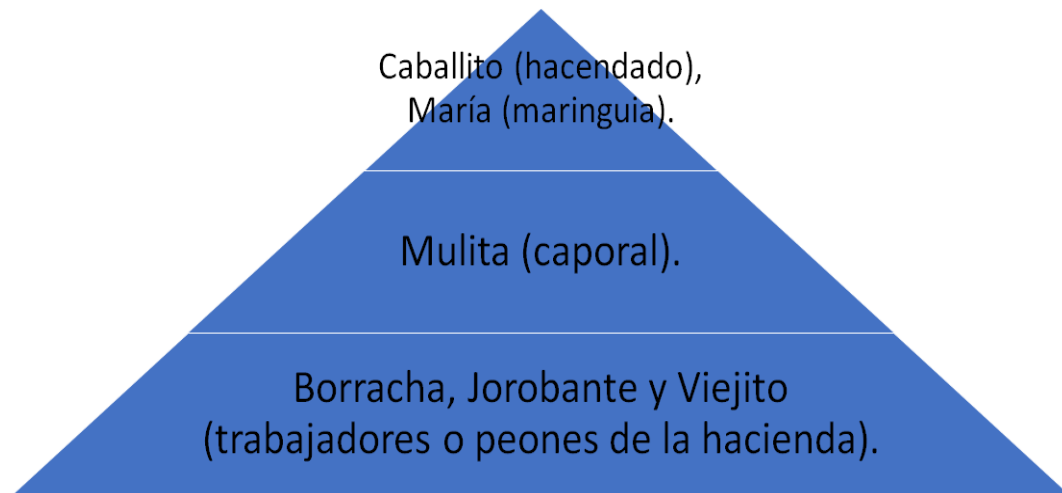 Caballito (hacendado),
María (maringuia).
Mulita (caporal).
Borracha, Jorobante y Viejito
(trabajadores o peones de la hacienda).